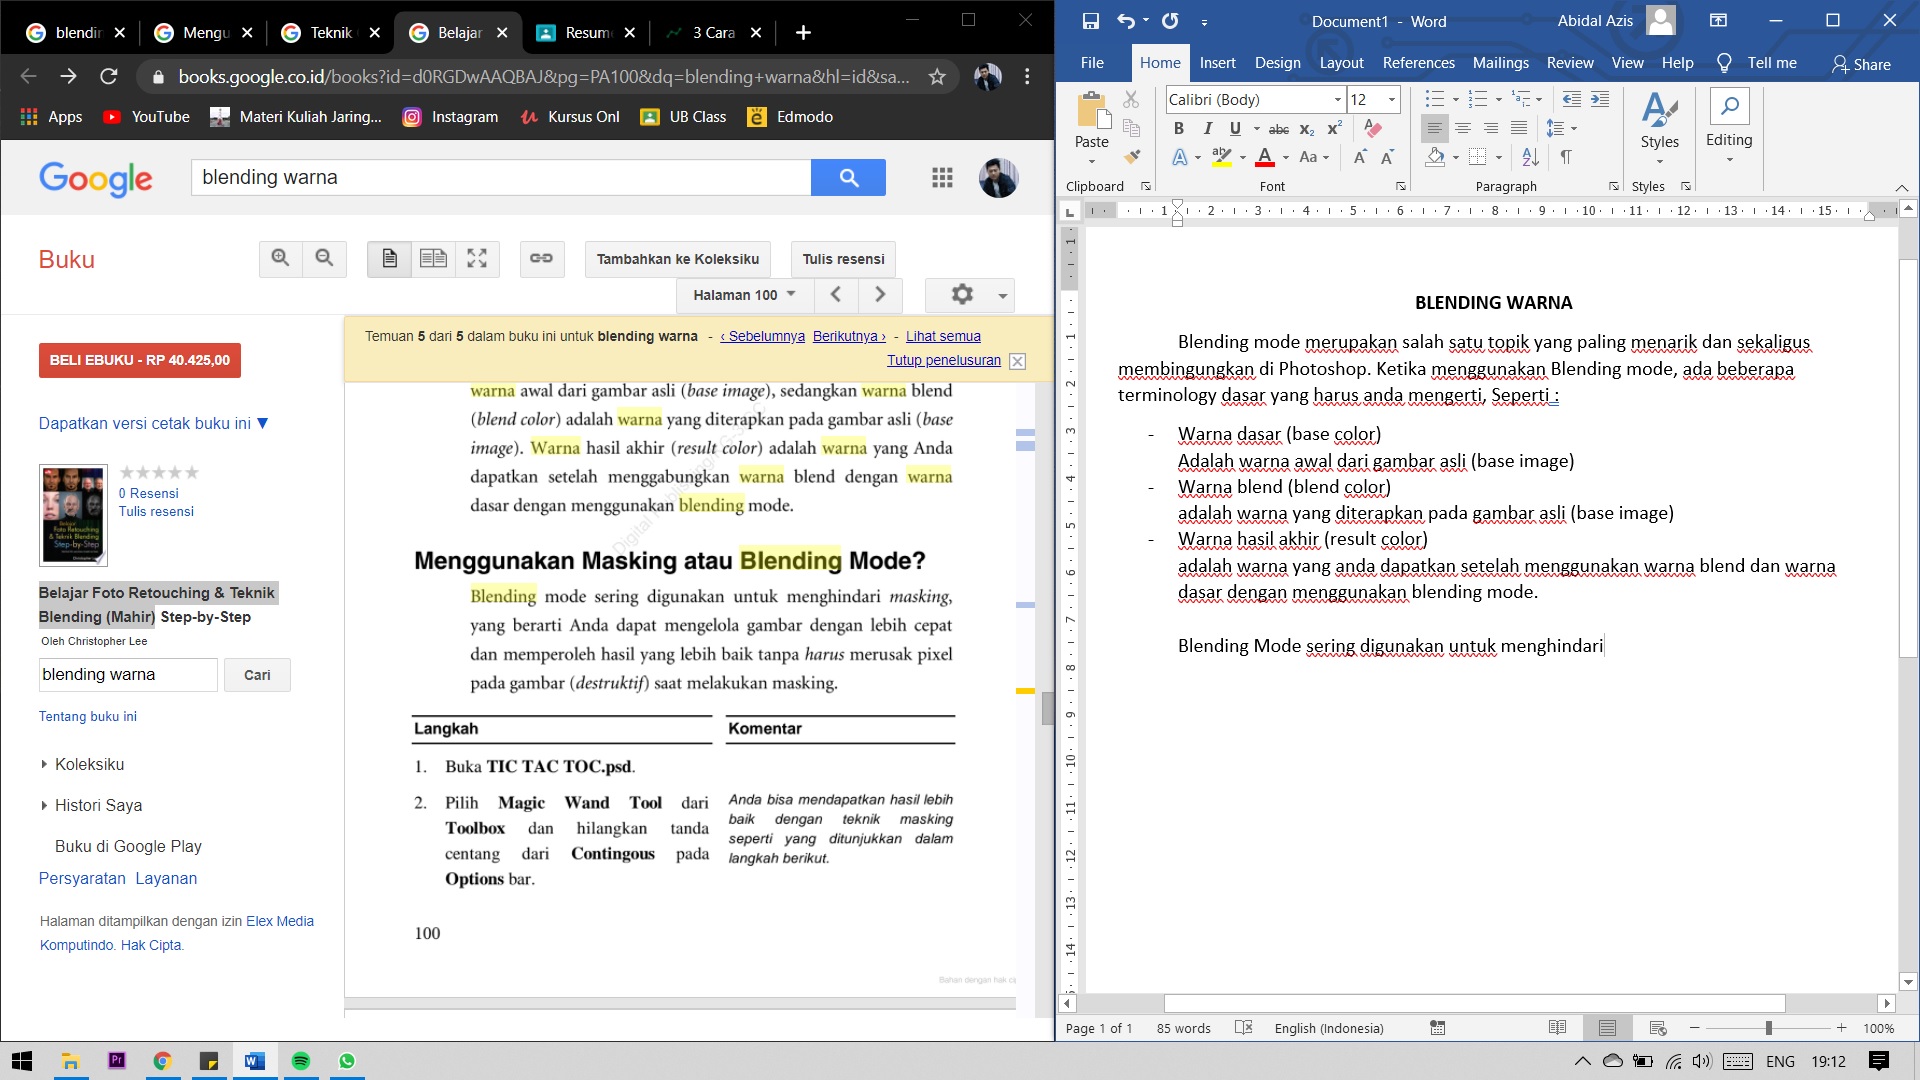 blendin
Mengu
Teknik
Belajar
Resum
3 Cara
books.google.co.id/books?id=d0RGDwAAQBAJ&pg=PA100&dq=blending+warna&hl=id&sa...
Apps
YouTube
Materi Kuliah Jaring...
Instagram
Kursus Onl
UB Class
Edmodo
Google
blending warna
Buku
Tambahkan ke Koleksiku
Tulis resensi
Halaman 100
BELI EBUKU - RP 40.425,00
Dapatkan versi cetak buku ini ▼
0 Resensi
Tulis resensi
Belajar Foto Retouching & Teknik
Blending (Mahir) Step-by-Step
Oleh Christopher Lee
blending warna
Cari
Tentang buku ini
Koleksiku
Histori Saya
Buku di Google Play
Persyaratan Layanan
Halaman ditampilkan dengan izin Elex Media
Komputindo. Hak Cipta.
Temuan 5 dari 5 dalam buku ini untuk blending warna - ‹ Sebelumnya Berikutnya › - Lihat semua
Tutup penelusuran
warna awal dari gambar asli (base image), sedangkan warna blend
(blend color) adalah warna yang diterapkan pada gambar asli (base
image). Warna hasil akhir (result color) adalah warna yang Anda
dapatkan setelah menggabungkan warna blend dengan warna
dasar dengan menggunakan blending mode.
Menggunakan Masking atau Blending Mode?
Blending mode sering digunakan untuk menghindari masking,
yang berarti Anda dapat mengelola gambar dengan lebih cepat
dan memperoleh hasil yang lebih baik tanpa harus merusak pixel
pada gambar (destruktif) saat melakukan masking.
Langkah
Komentar
1. Buka TIC TAC TOC.psd.
2. Pilih Magic Wand Tool dari
Toolbox dan hilangkan tanda
centang dari Contingous pada
Options bar.
Anda bisa mendapatkan hasil lebih
baik dengan teknik masking
seperti yang ditunjukkan dalam
langkah berikut.
100
Bahan dengan hak
Document1 - Word
Abidal Azis
File
Home
Insert
Design
Layout
References
Mailings
Review
View
Help
Tell me
Share
Paste
Calibri (Body)
12
Styles
Editing
Clipboard
Font
Paragraph
Styles
BLENDING WARNA
Blending mode merupakan salah satu topik yang paling menarik dan sekaligus
membingungkan di Photoshop. Ketika menggunakan Blending mode, ada beberapa
terminology dasar yang harus anda mengerti, Seperti :
- Warna dasar (base color)
Adalah warna awal dari gambar asli (base image)
- Warna blend (blend color)
adalah warna yang diterapkan pada gambar asli (base image)
- Warna hasil akhir (result color)
adalah warna yang anda dapatkan setelah menggunakan warna blend dan warna
dasar dengan menggunakan blending mode.
Blending Mode sering digunakan untuk menghindari
Page 1 of 1
85 words
English (Indonesia)
100%
ENG
19:12